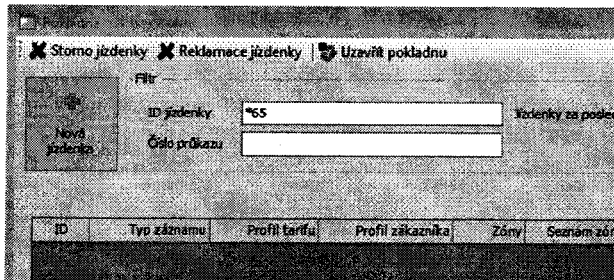 Storno jízdenky Reklamace jízdenky Uzavřít pokladnu
Filtr
ID jízdenky *65 Jízdenky za posled
Nová jízdenka
Číslo průkazu
ID Typ záznamu Profil tarifu Profil zákazníka Zóny Seznam zón